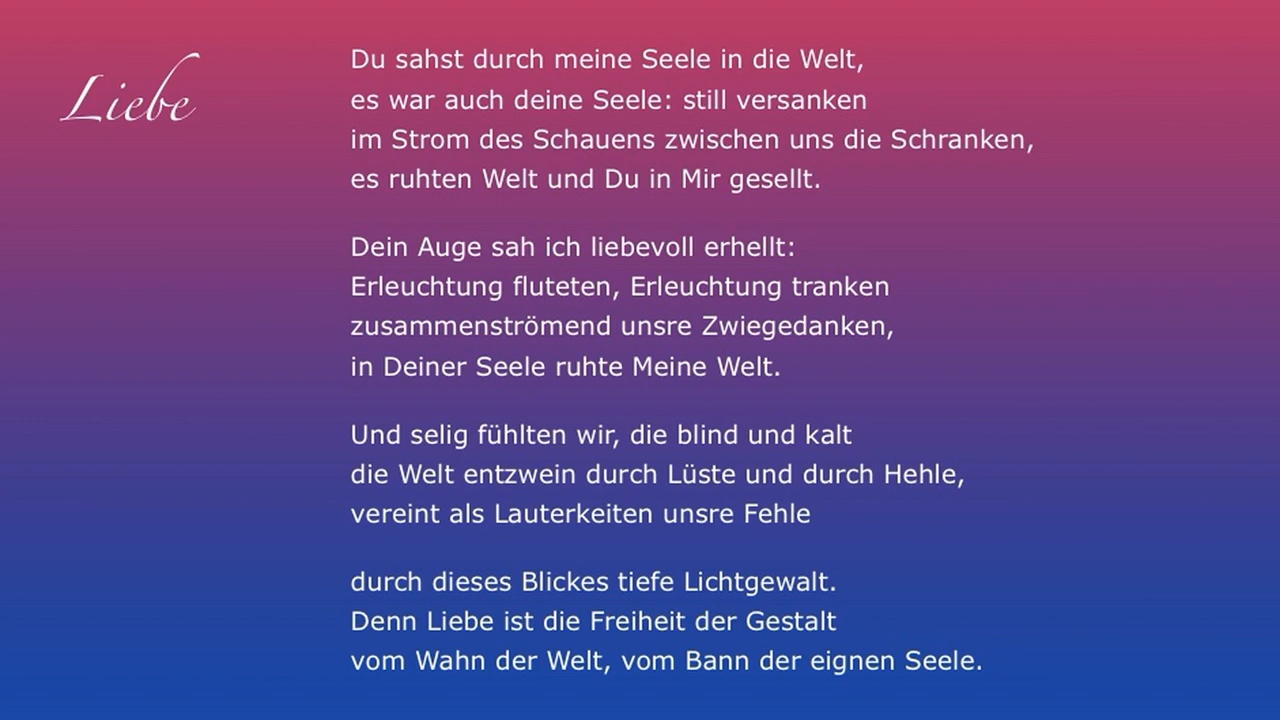 Liebe
Du sahst durch meine Seele in die Welt,
es war auch deine Seele: still versanken
im Strom des Schauens zwischen uns die Schranken,
es ruhten Welt und Du in Mir gesellt.
Dein Auge sah ich liebevoll erhellt:
Erleuchtung fluteten, Erleuchtung tranken
zusammenströmend unsre Zwiegedanken,
in Deiner Seele ruhte Meine Welt.
Und selig fühlten wir, die blind und kalt
die Welt entzwein durch Lüste und durch Hehle,
vereint als Lauterkeiten unsre Fehle
durch dieses Blickes tiefe Lichtgewalt.
Denn Liebe ist die Freiheit der Gestalt
vom Wahn der Welt, vom Bann der eignen Seele.